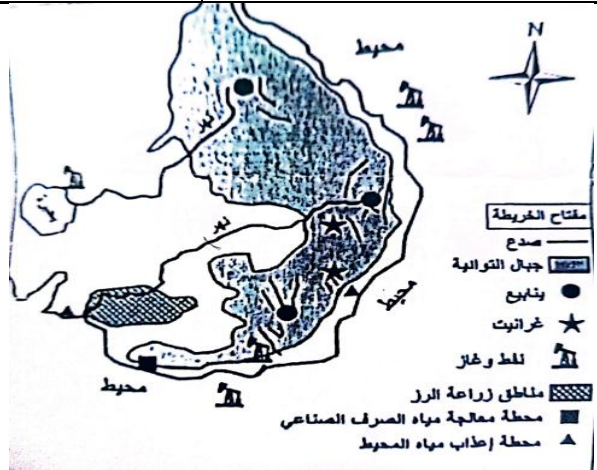 محيط
N
نهر
نهر
محيط
محيط
مفتاح الخريطة
صدع
جبال التوالية
ينابيع
غرانيت
نفط وغاز
مناطق زراعة الرز
محطة معالجة مياه الصرف الصناعي
محطة إعذاب مياه المحيط